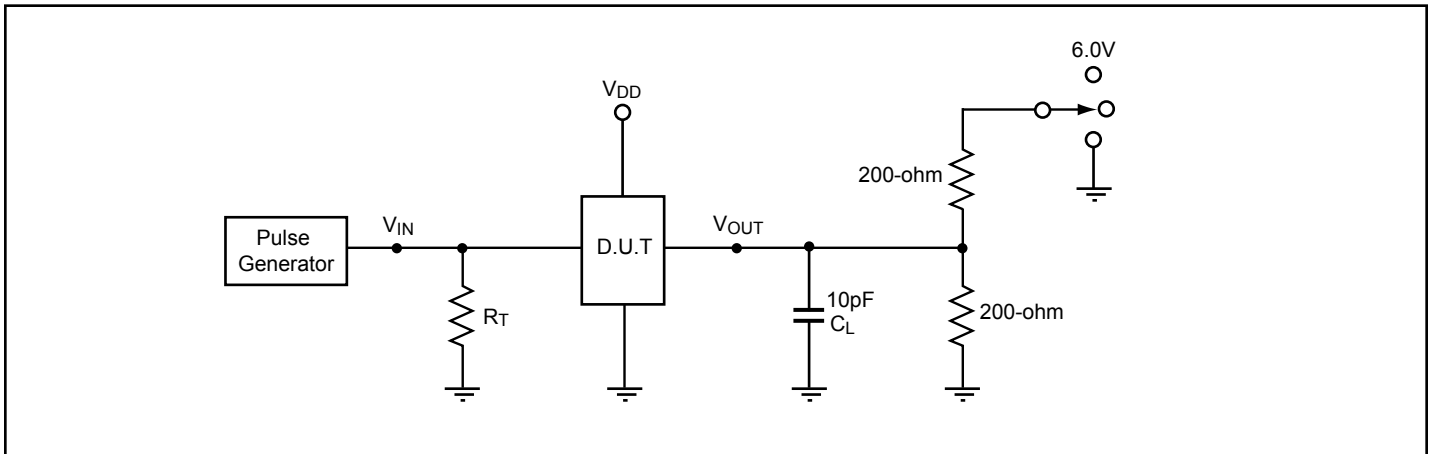 6.0V
VDD
200-ohm
VIN
VOUT
Pulse
Generator
D.U.T
10pF
CL
200-ohm
RT